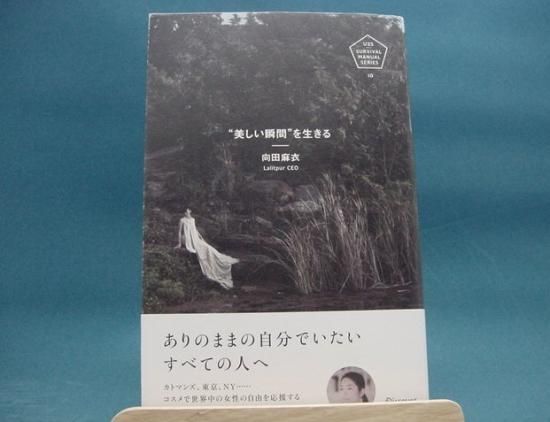 U25
SURVIVAL
MANUAL
SERIES
10
“美しい瞬間”を生きる
向田麻衣
Lalitpur CEO
ありのままの自分でいたい
すべての人へ
カトマンズ、東京、NY……
コスメで世界中の女性の自由を応援する
Discover